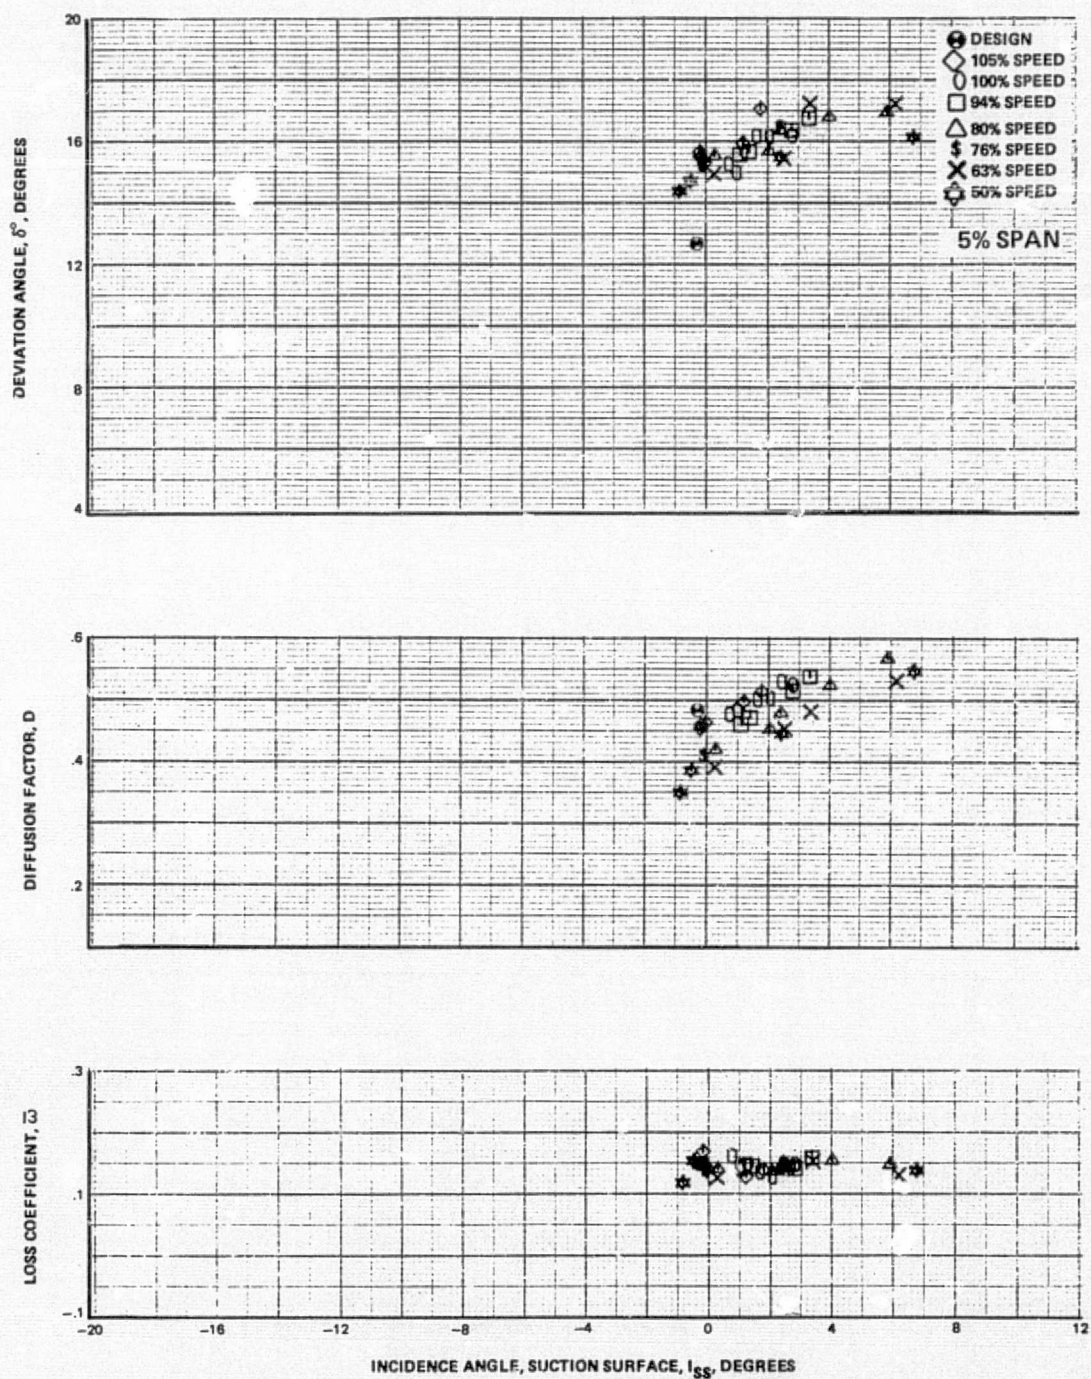 20
16
12
8
4
DEVIATION ANGLE, δ°, DEGREES
DESIGN
105% SPEED
100% SPEED
94% SPEED
80% SPEED
$ 76% SPEED
63% SPEED
50% SPEED
5% SPAN
.6
.4
.2
DIFFUSION FACTOR, D
.3
.1
-.1
LOSS COEFFICIENT, ω̄
-20 -16 -12 -8 -4 0 4 8 12
INCIDENCE ANGLE, SUCTION SURFACE, ISS, DEGREES